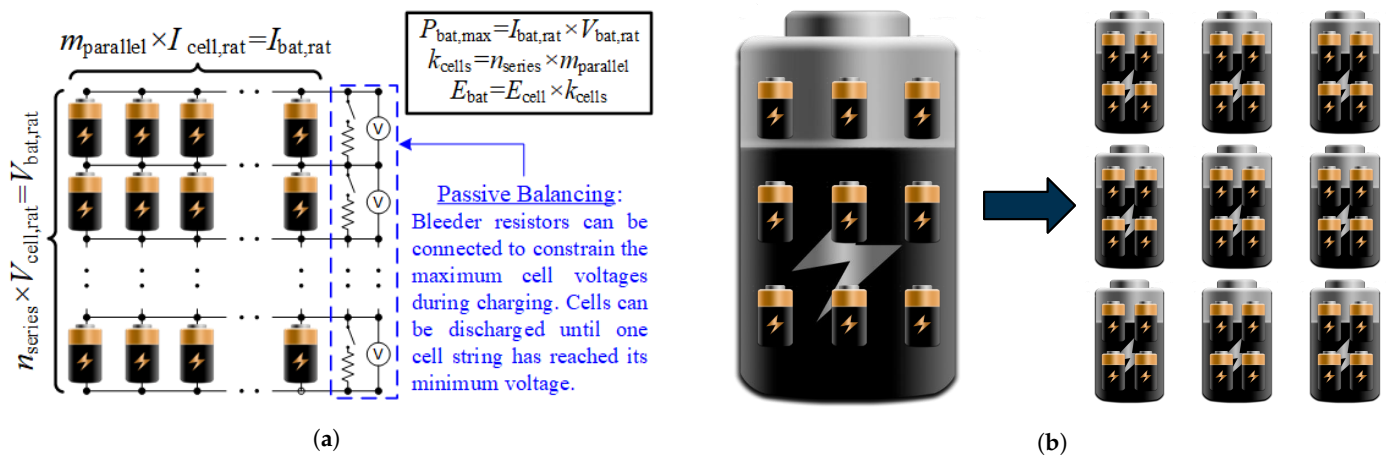 m_parallel × I_cell,rat = I_bat,rat
P_bat,max = I_bat,rat × V_bat,rat
k_cells = n_series × m_parallel
E_bat = E_cell × k_cells
n_series × V_cell,rat = V_bat,rat
V
V
V
Passive Balancing:
Bleeder resistors can be
connected to constrain the
maximum cell voltages
during charging. Cells can
be discharged until one
cell string has reached its
minimum voltage.
(a)
(b)